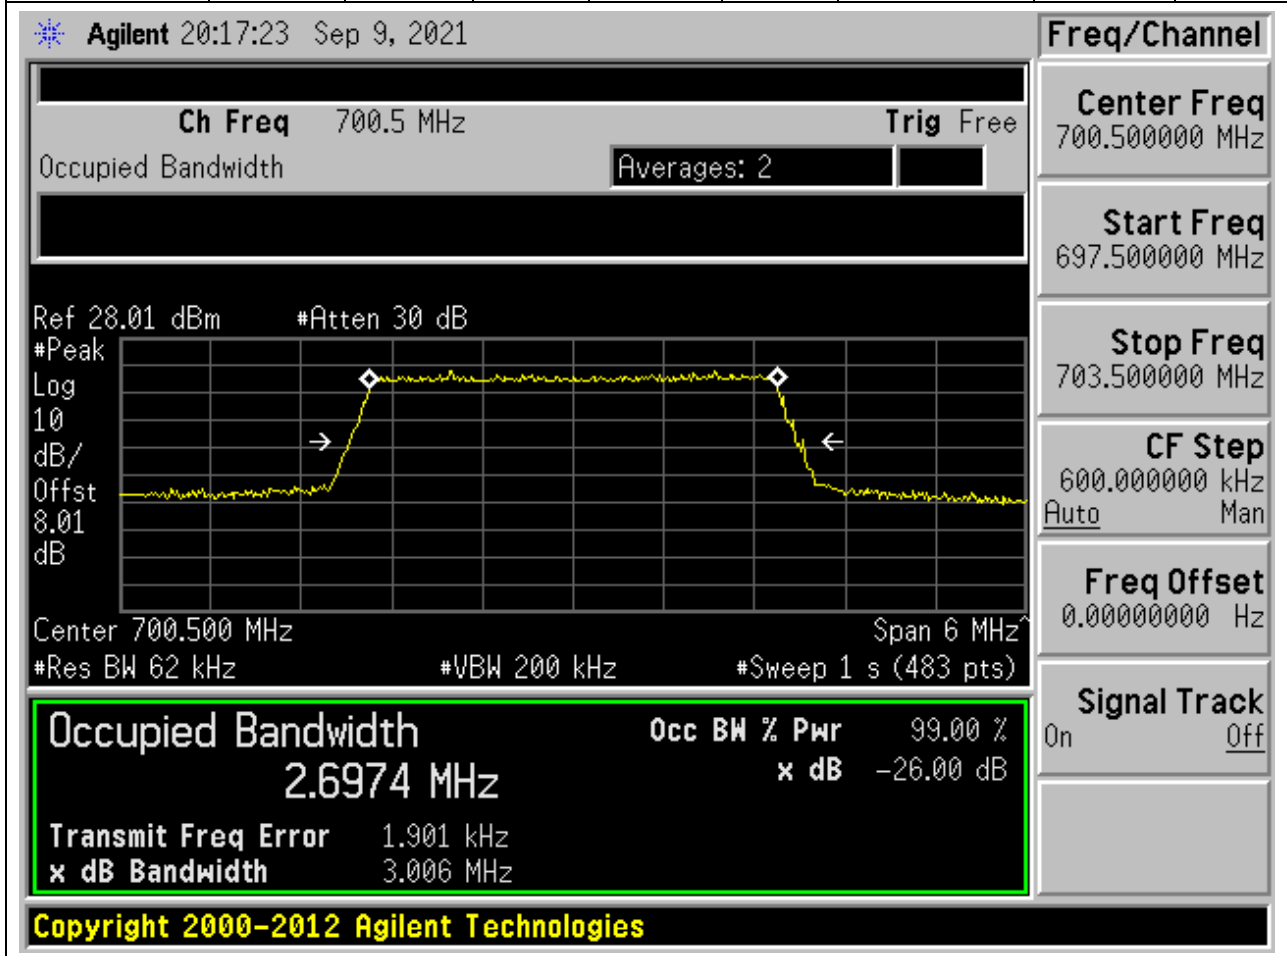 Agilent 20:17:23 Sep 9, 2021
Freq/Channel
Ch Freq 700.5 MHz
Trig Free
Occupied Bandwidth
Averages: 2
Center Freq
700.500000 MHz
Start Freq
697.500000 MHz
Stop Freq
703.500000 MHz
CF Step
600.000000 kHz
Auto Man
Freq Offset
0.00000000 Hz
Signal Track
On Off
Ref 28.01 dBm #Atten 30 dB
#Peak
Log
10
dB/
Offst
8.01
dB
Center 700.500 MHz Span 6 MHz^
#Res BW 62 kHz #VBW 200 kHz #Sweep 1 s (483 pts)
Occupied Bandwidth
2.6974 MHz
Occ BW % Pwr 99.00 %
x dB -26.00 dB
Transmit Freq Error 1.901 kHz
x dB Bandwidth 3.006 MHz
Copyright 2000-2012 Agilent Technologies